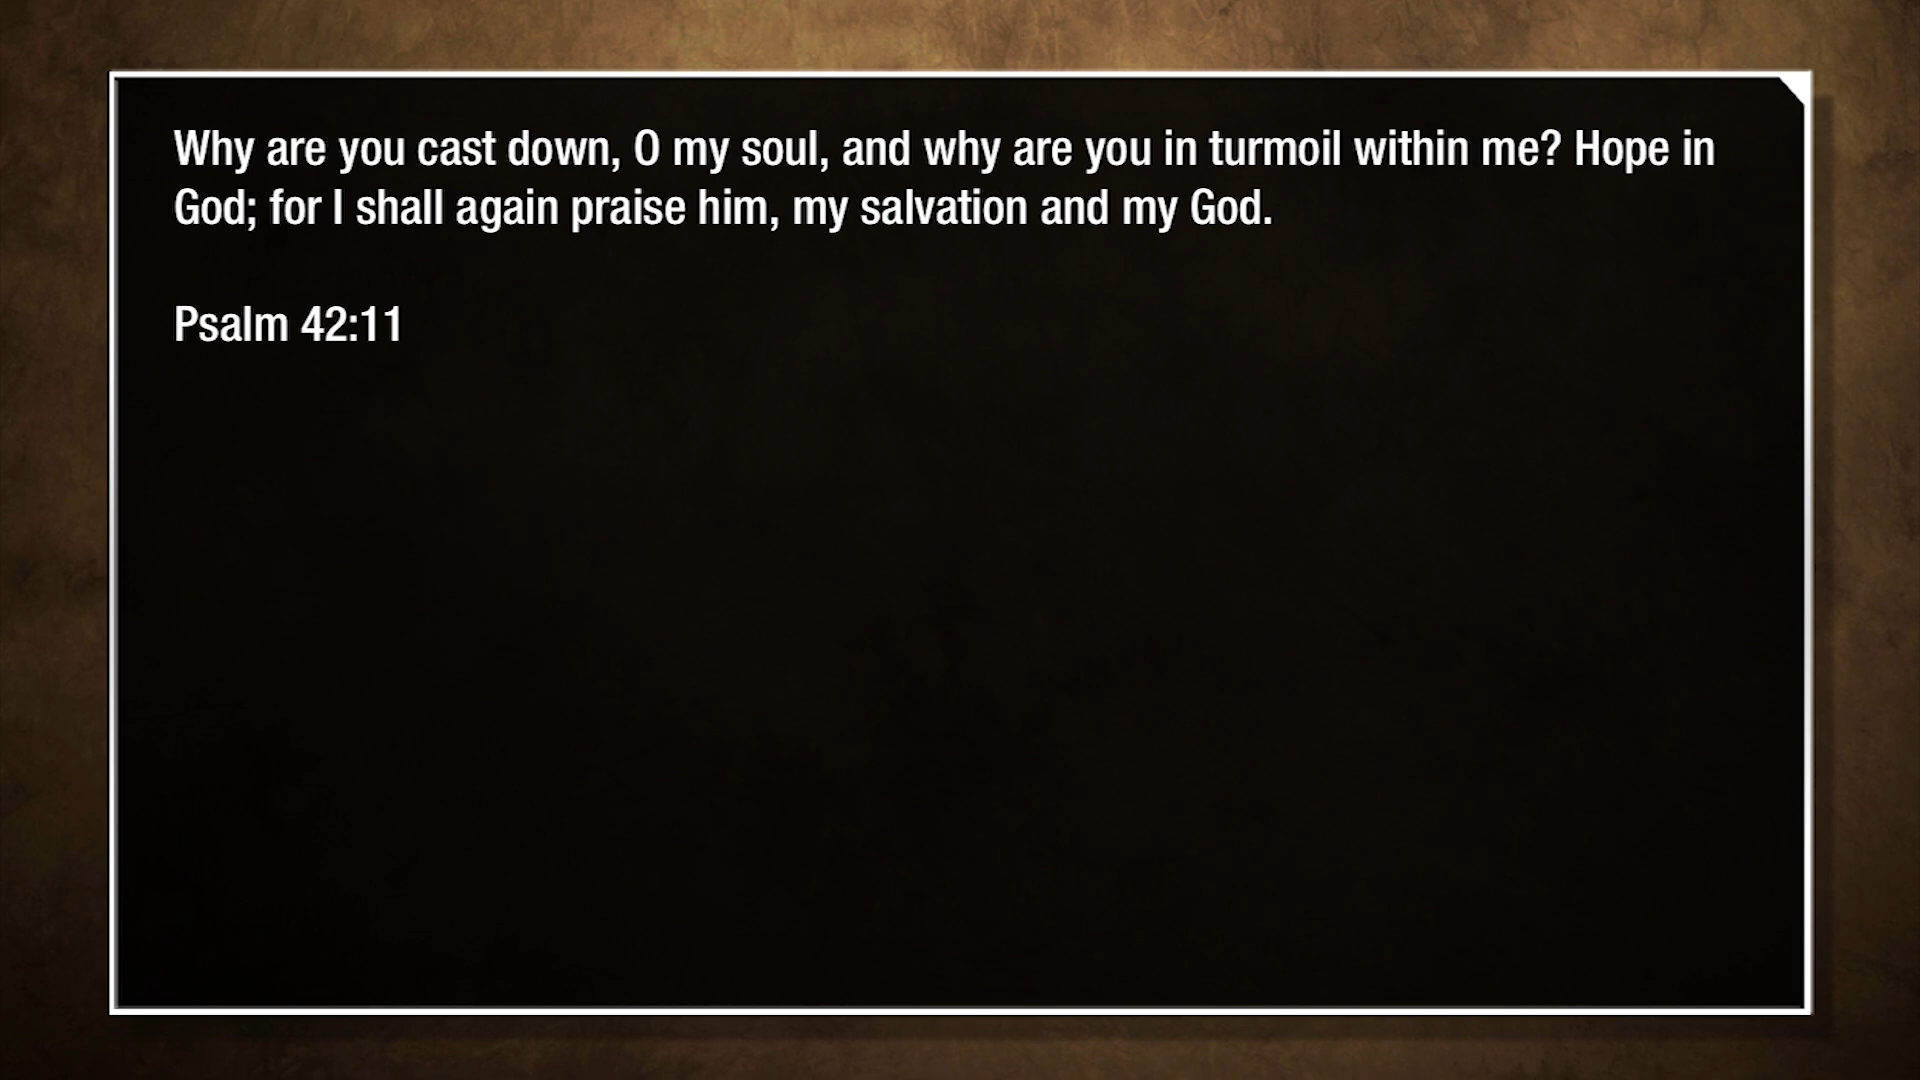 Why are you cast down, O my soul, and why are you in turmoil within me? Hope in
God; for I shall again praise him, my salvation and my God.
Psalm 42:11